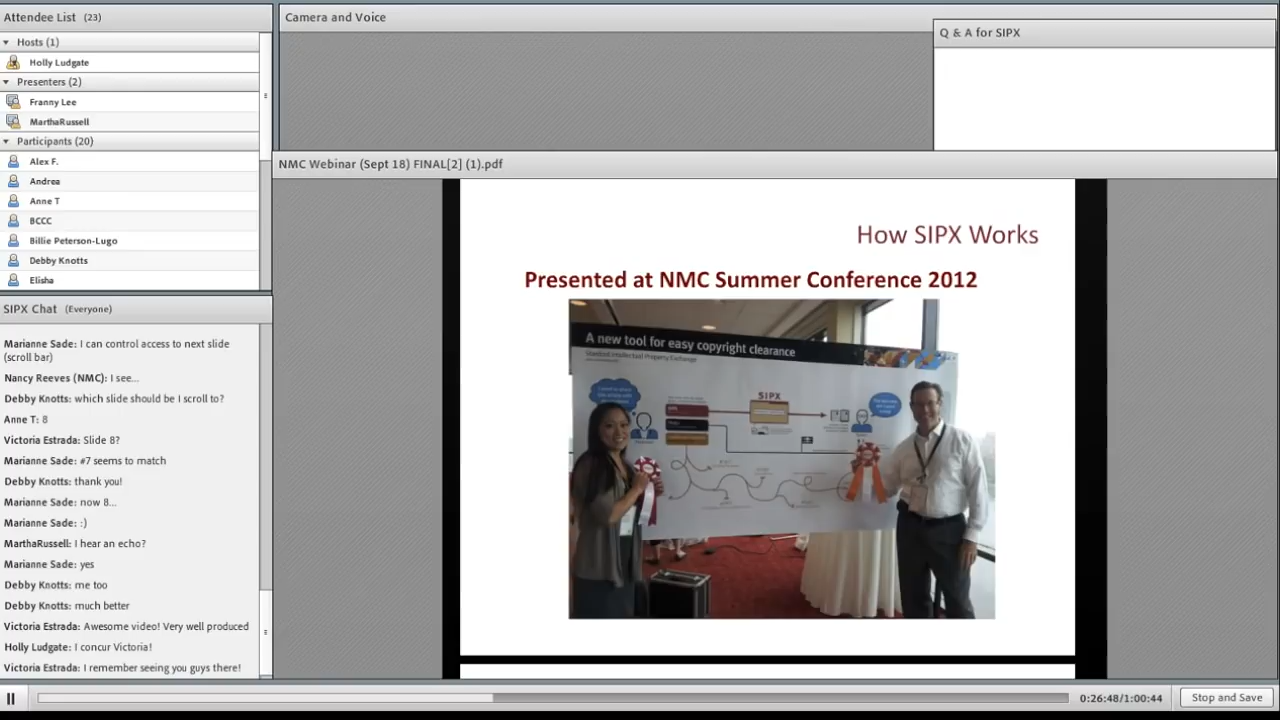 Attendee List (23)
Hosts (1)
Holly Ludgate
Presenters (2)
Franny Lee
MarthaRussell
Participants (20)
Alex F.
Andrea
Anne T
BCCC
Billie Peterson-Lugo
Debby Knotts
Elisha
SIPX Chat (Everyone)
Marianne Sade: I can control access to next slide
(scroll bar)
Nancy Reeves (NMC): I see...
Debby Knotts: which slide should be I scroll to?
Anne T: 8
Victoria Estrada: Slide 8?
Marianne Sade: #7 seems to match
Debby Knotts: thank you!
Marianne Sade: now 8...
Marianne Sade: :)
MarthaRussell: I hear an echo?
Marianne Sade: yes
Debby Knotts: me too
Debby Knotts: much better
Victoria Estrada: Awesome video! Very well produced
Holly Ludgate: I concur Victoria!
Victoria Estrada: I remember seeing you guys there!
Camera and Voice
Q & A for SIPX
NMC Webinar (Sept 18) FINAL[2] (1).pdf
How SIPX Works
Presented at NMC Summer Conference 2012
A new tool for easy copyright clearance
Stanford Intellectual Property Exchange
SIPX
0:26:48/1:00:44
Stop and Save